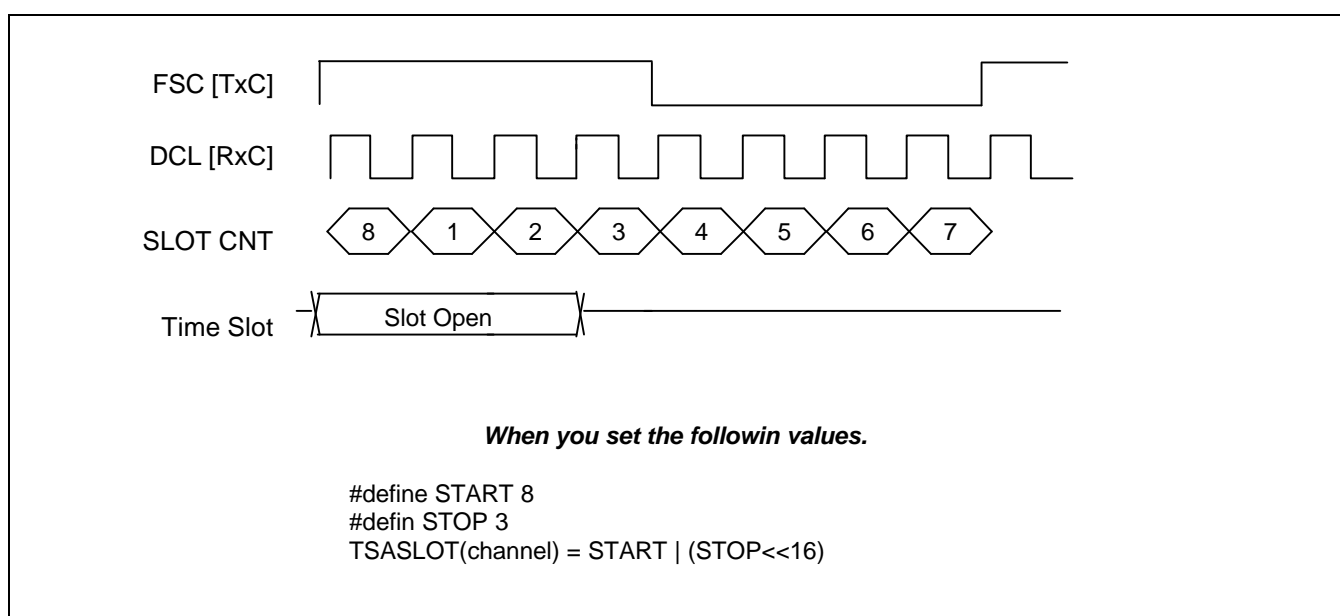 FSC [TxC]
DCL [RxC]
SLOT CNT 8 1 2 3 4 5 6 7
Time Slot Slot Open
When you set the followin values.
#define START 8
#defin STOP 3
TSASLOT(channel) = START | (STOP<<16)